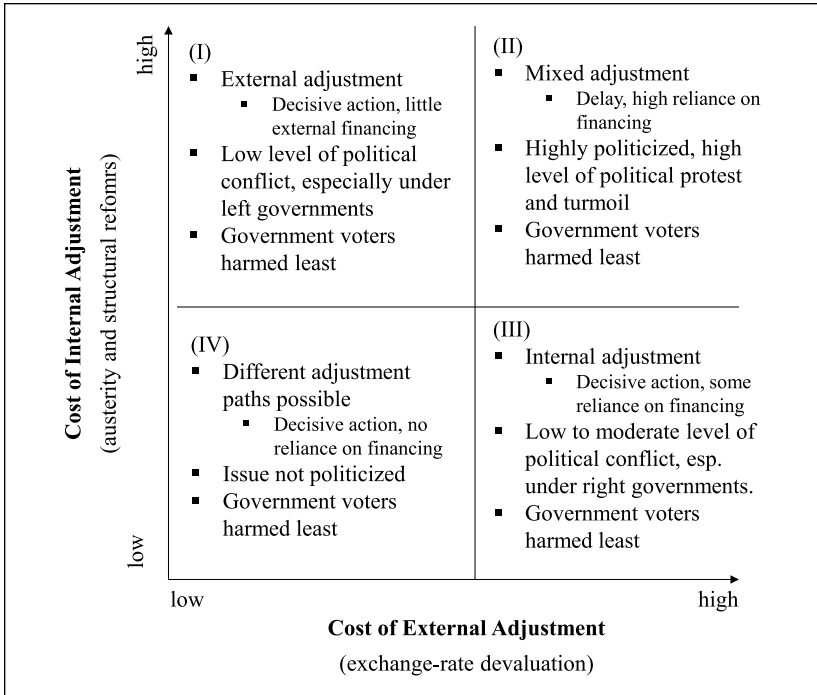 high
Cost of Internal Adjustment
(austerity and structural refomrs)
low
(I)
▪ External adjustment
▪ Decisive action, little
external financing
▪ Low level of political
conflict, especially under
left governments
▪ Government voters
harmed least
(II)
▪ Mixed adjustment
▪ Delay, high reliance on
financing
▪ Highly politicized, high
level of political protest
and turmoil
▪ Government voters
harmed least
(IV)
▪ Different adjustment
paths possible
▪ Decisive action, no
reliance on financing
▪ Issue not politicized
▪ Government voters
harmed least
(III)
▪ Internal adjustment
▪ Decisive action, some
reliance on financing
▪ Low to moderate level of
political conflict, esp.
under right governments.
▪ Government voters
harmed least
low
high
Cost of External Adjustment
(exchange-rate devaluation)